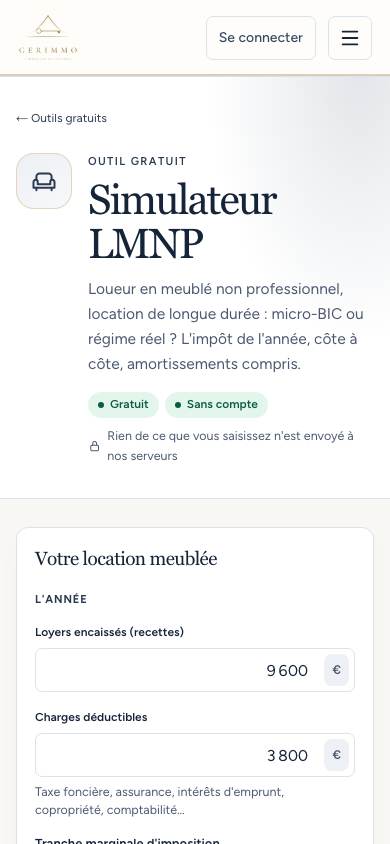 GERIMMO
Se connecter
← Outils gratuits
OUTIL GRATUIT
Simulateur
LMNP
Loueur en meublé non professionnel,
location de longue durée : micro-BIC ou
régime réel ? L'impôt de l'année, côte à
côte, amortissements compris.
Gratuit
Sans compte
Rien de ce que vous saisissez n'est envoyé à
nos serveurs
Votre location meublée
L'ANNÉE
Loyers encaissés (recettes)
9 600 €
Charges déductibles
3 800 €
Taxe foncière, assurance, intérêts d'emprunt,
copropriété, comptabilité…
Tranche marginale d'imposition